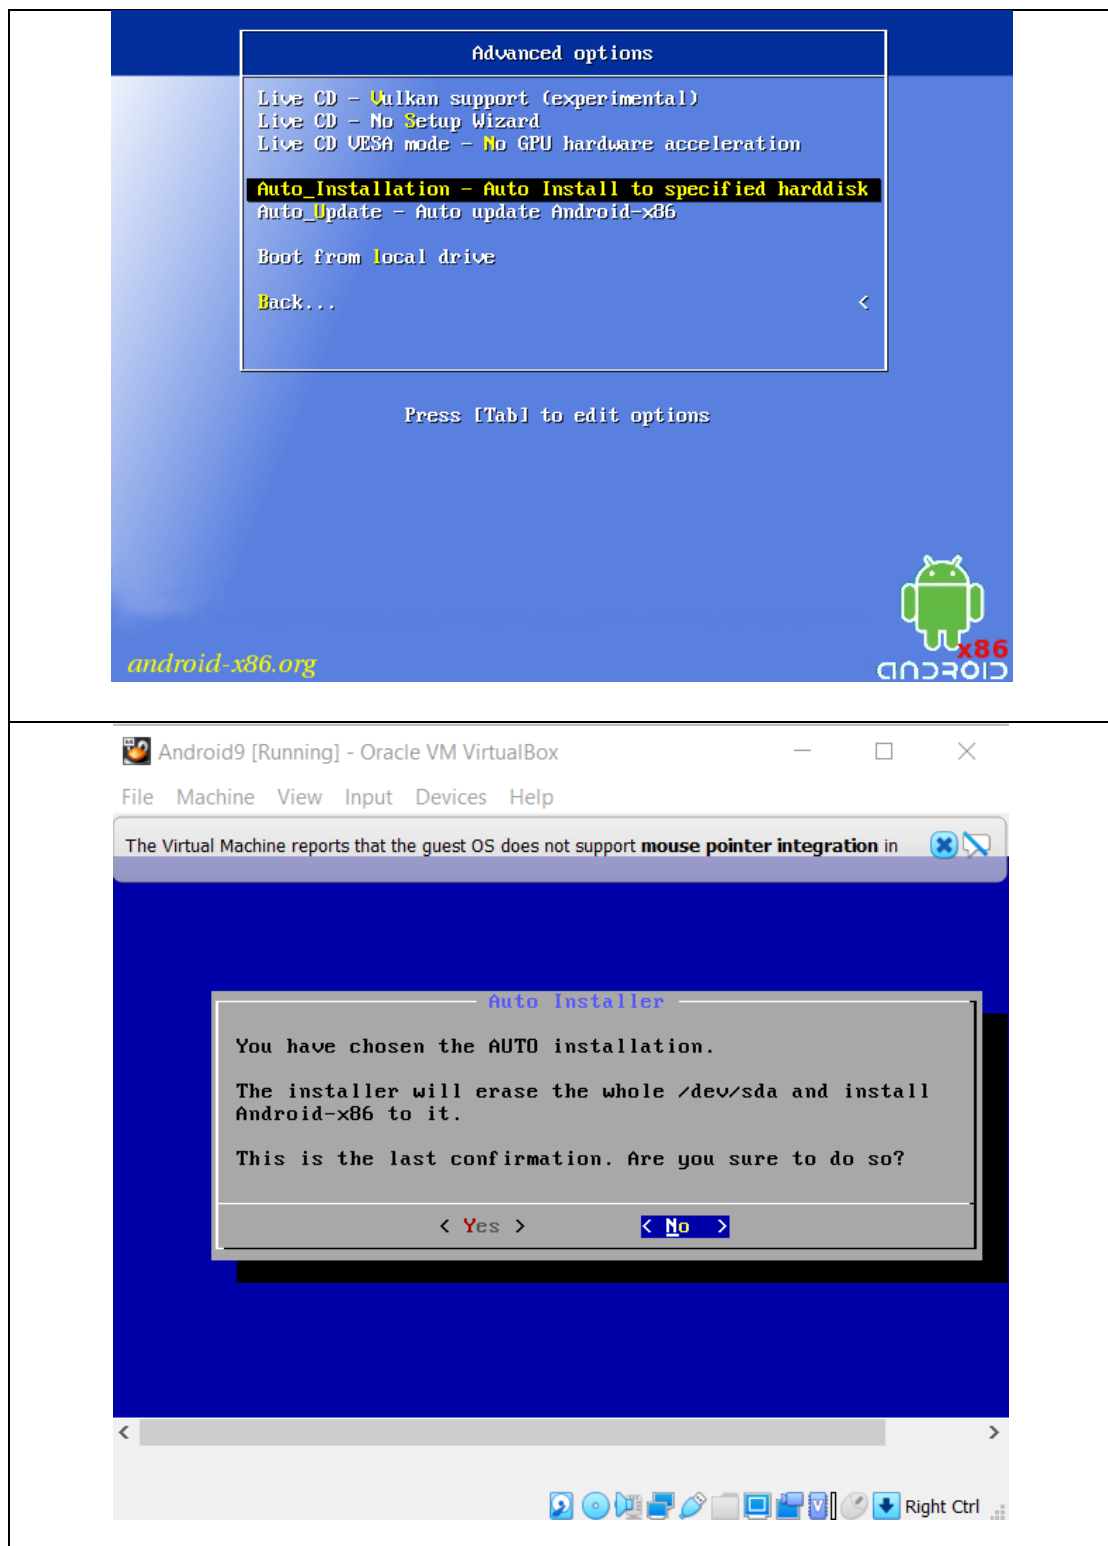 Advanced options
Live CD - Vulkan support (experimental)
Live CD - No Setup Wizard
Live CD VESA mode - No GPU hardware acceleration
Auto_Installation - Auto Install to specified harddisk
Auto_Update - Auto update Android-x86
Boot from local drive
Back... <
Press [Tab] to edit options
android-x86.org
x86
ANDROID
Android9 [Running] - Oracle VM VirtualBox
File Machine View Input Devices Help
The Virtual Machine reports that the guest OS does not support mouse pointer integration in
Auto Installer
You have chosen the AUTO installation.
The installer will erase the whole /dev/sda and install
Android-x86 to it.
This is the last confirmation. Are you sure to do so?
< Yes > < No >
Right Ctrl